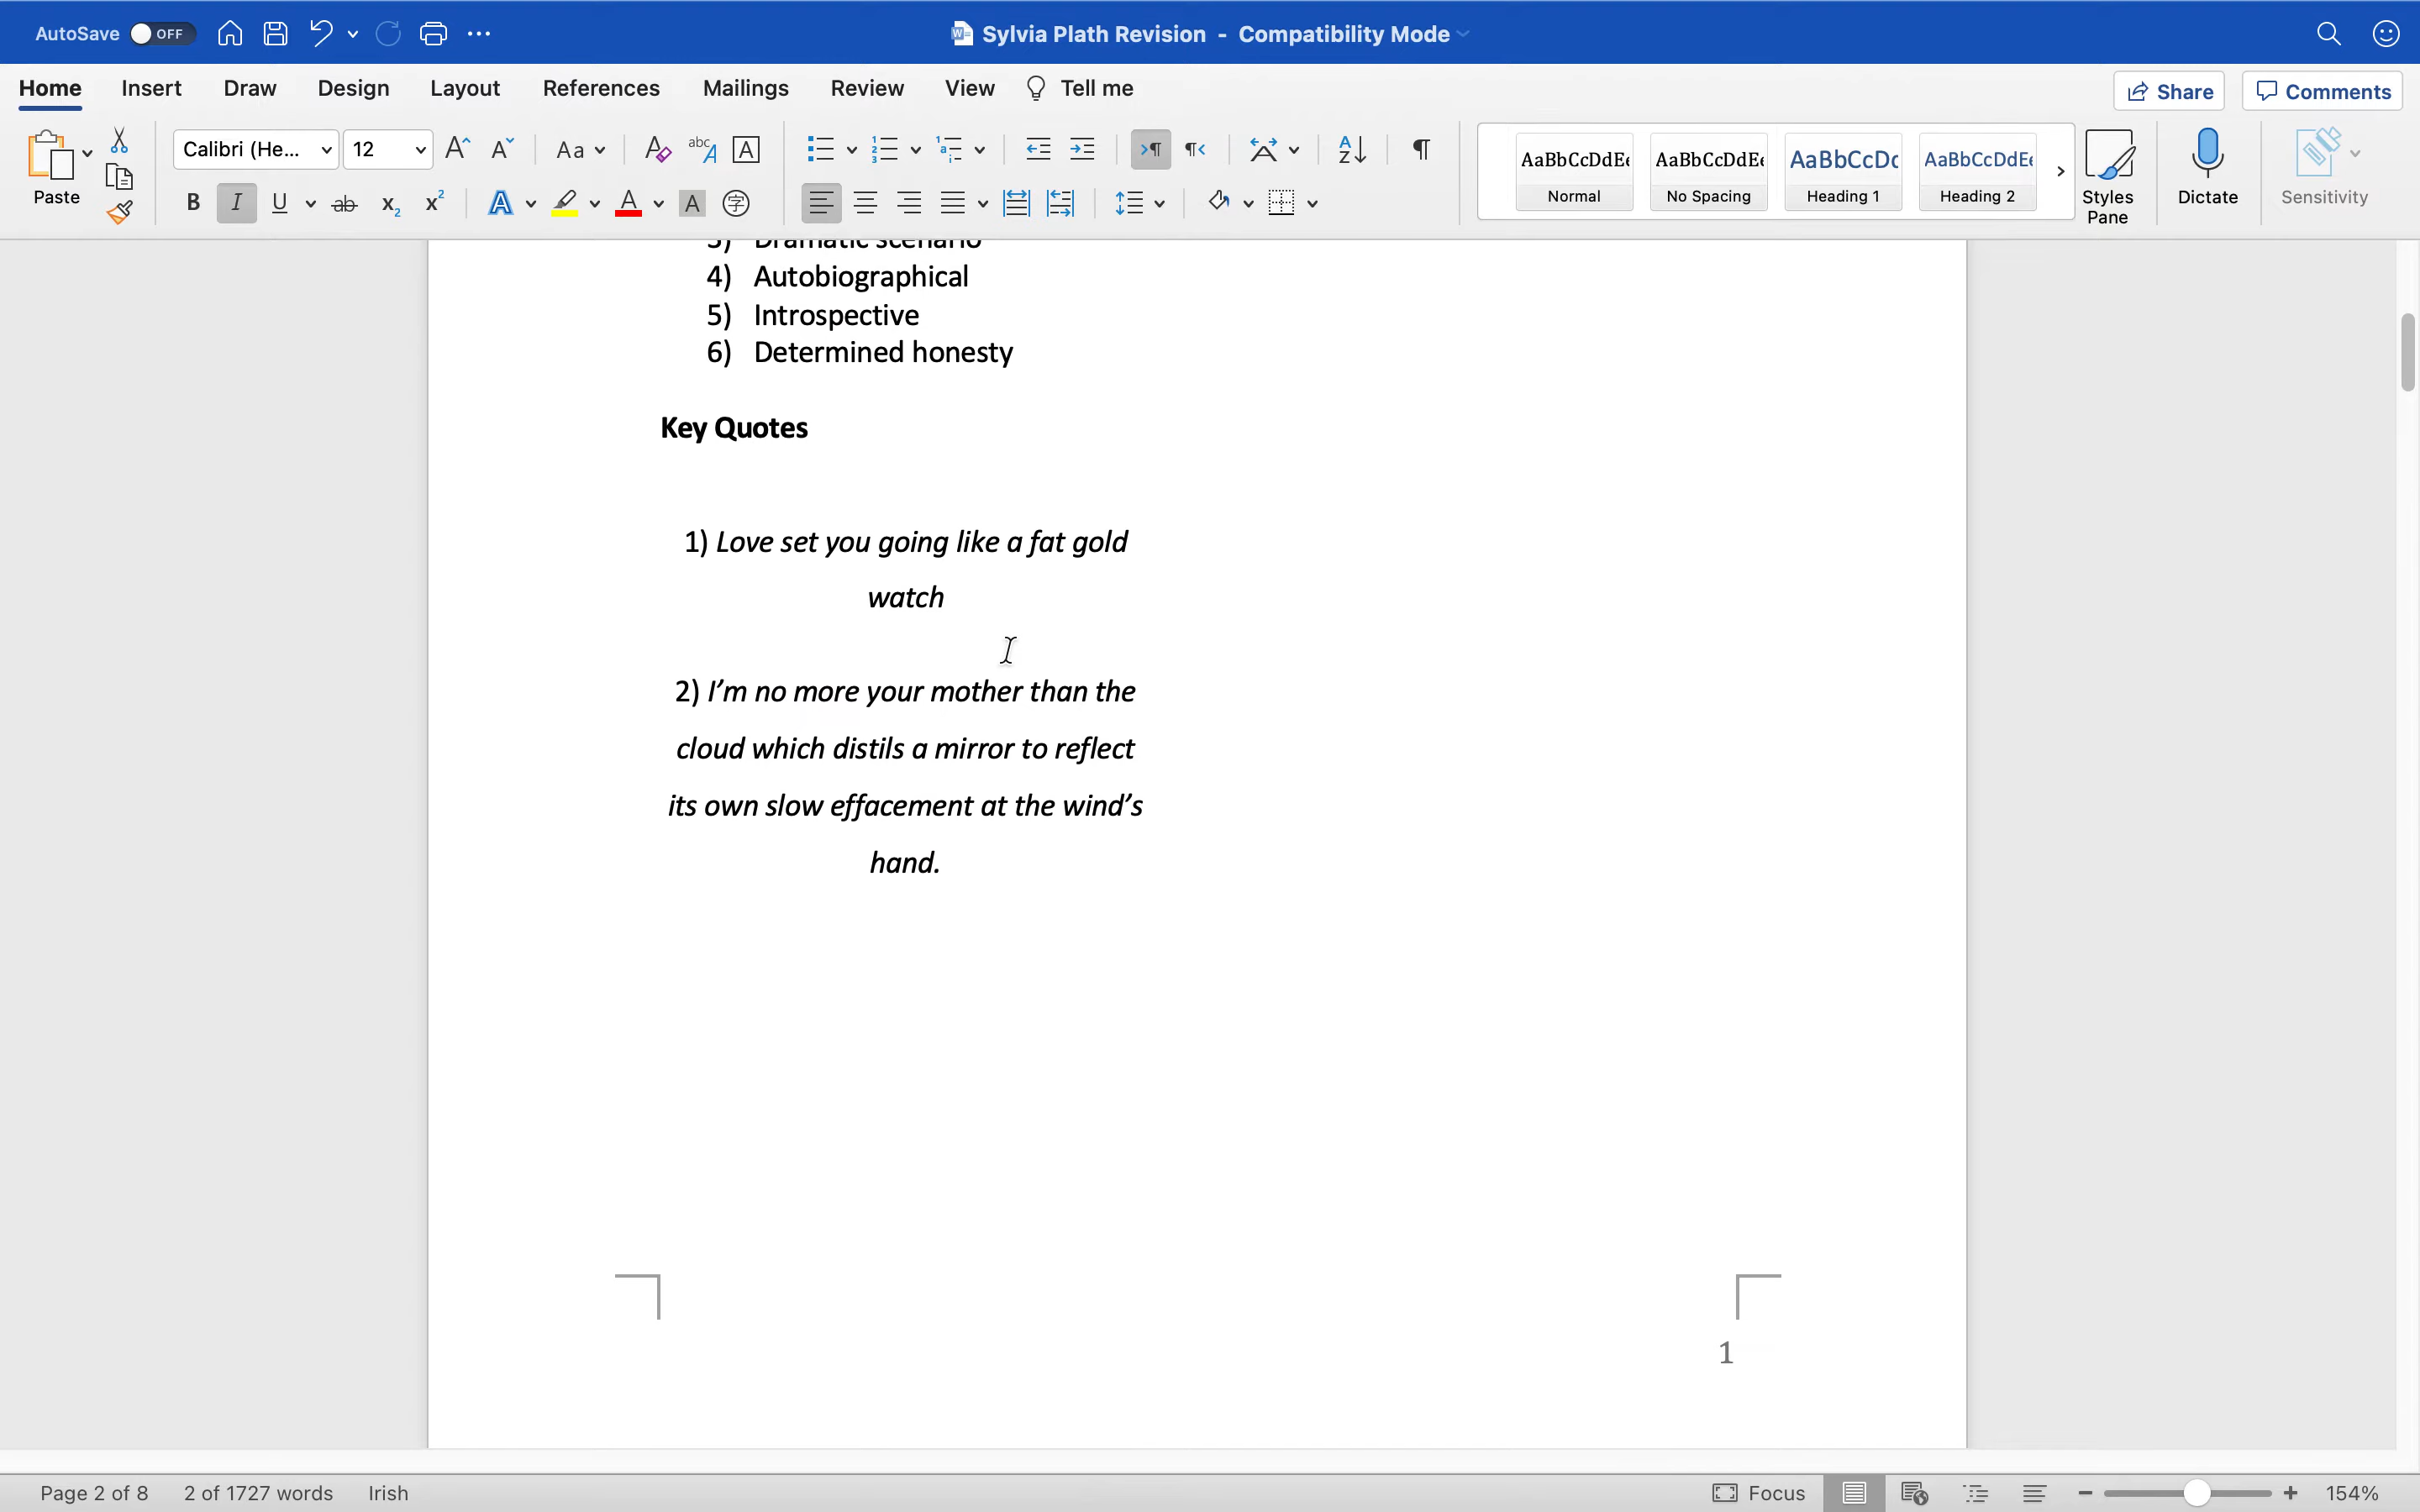 AutoSave OFF
Sylvia Plath Revision - Compatibility Mode
Home Insert Draw Design Layout References Mailings Review View Tell me
Share Comments
Paste
Calibri (He... 12
AaBbCcDdEe AaBbCcDdEe AaBbCcDc AaBbCcDdEe
Normal No Spacing Heading 1 Heading 2
Styles
Pane
Dictate
Sensitivity
3) Dramatic scenario
4) Autobiographical
5) Introspective
6) Determined honesty
Key Quotes
1) Love set you going like a fat gold
watch
2) I’m no more your mother than the
cloud which distils a mirror to reflect
its own slow effacement at the wind’s
hand.
1
Page 2 of 8 2 of 1727 words Irish
Focus 154%